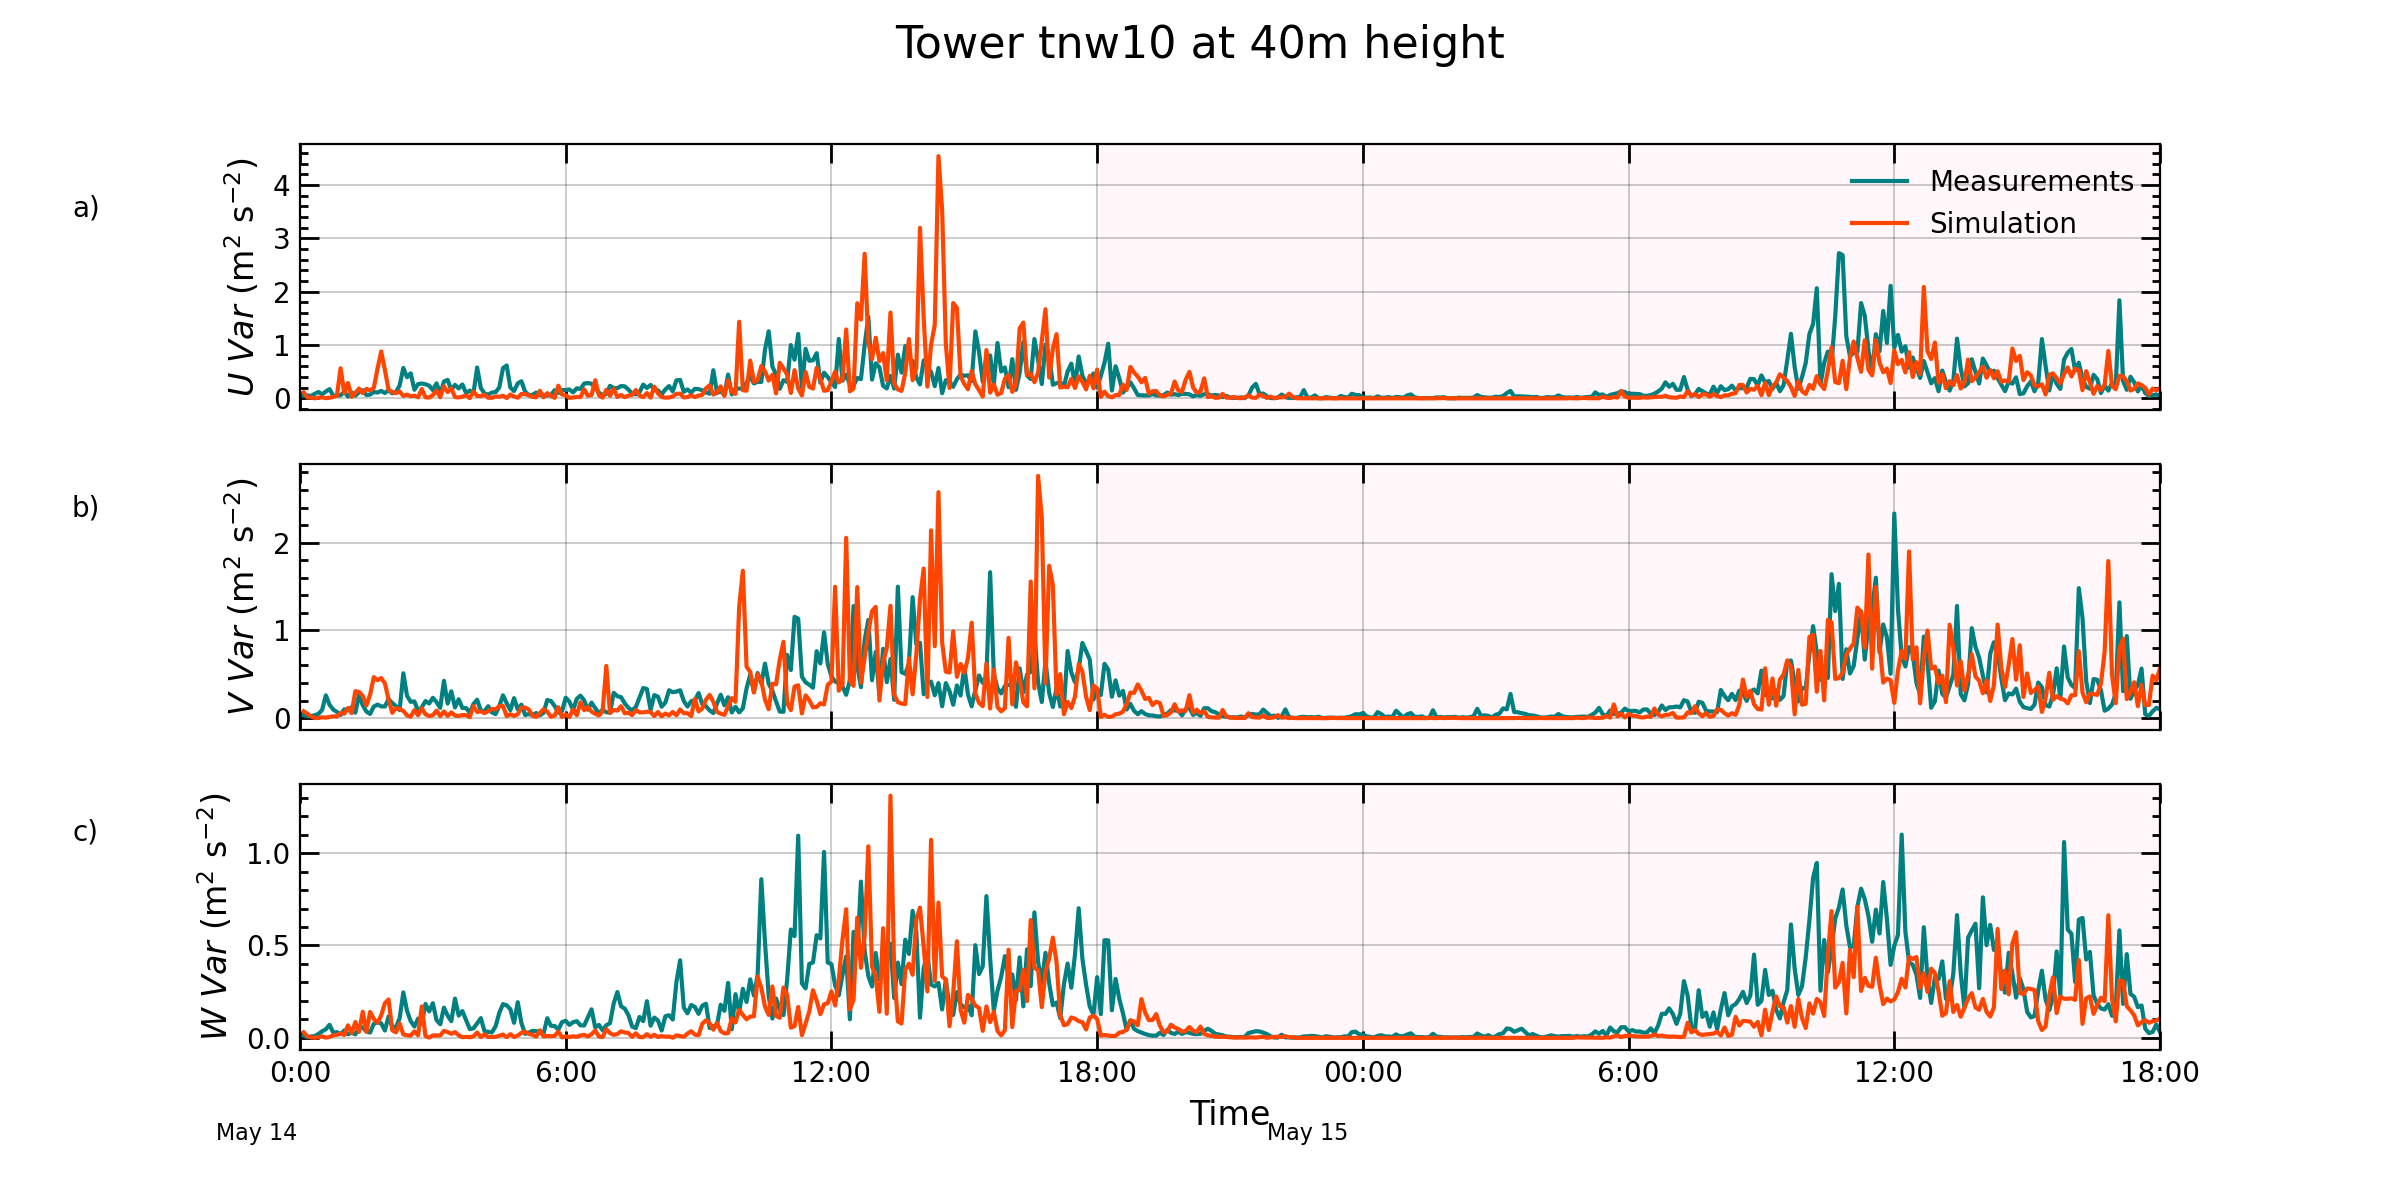 Tower tnw10 at 40m height
a)
U Var (m² s⁻²)
4
3
2
1
0
Measurements
Simulation
b)
V Var (m² s⁻²)
2
1
0
c)
W Var (m² s⁻²)
1.0
0.5
0.0
0:00 6:00 12:00 18:00 00:00 6:00 12:00 18:00
Time
May 14 May 15